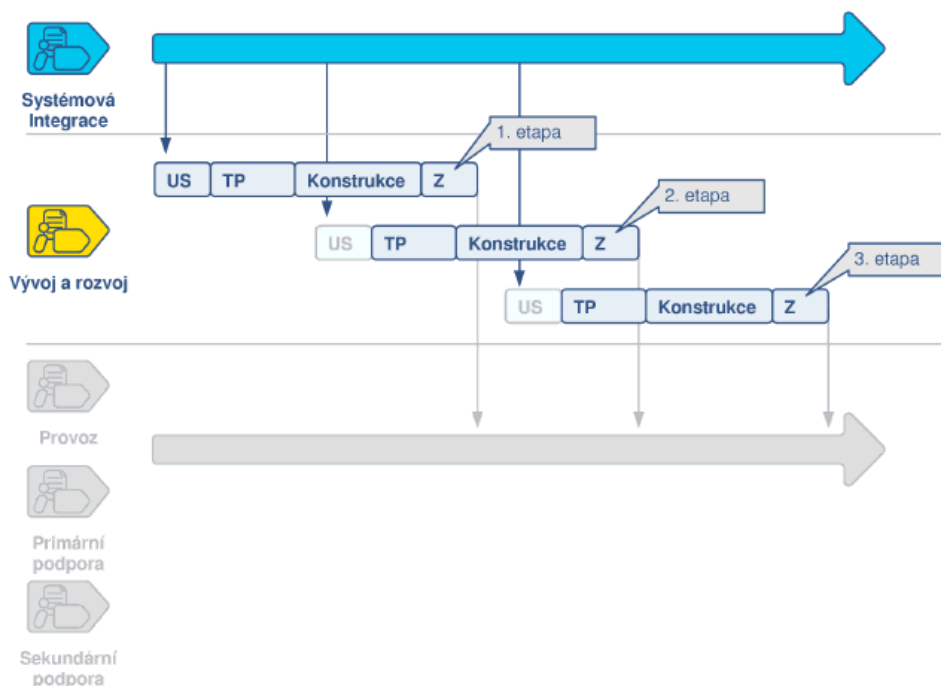 Systémová
Integrace
1. etapa
US TP Konstrukce Z
2. etapa
US TP Konstrukce Z
Vývoj a rozvoj
3. etapa
US TP Konstrukce Z
Provoz
Primární
podpora
Sekundární
podpora